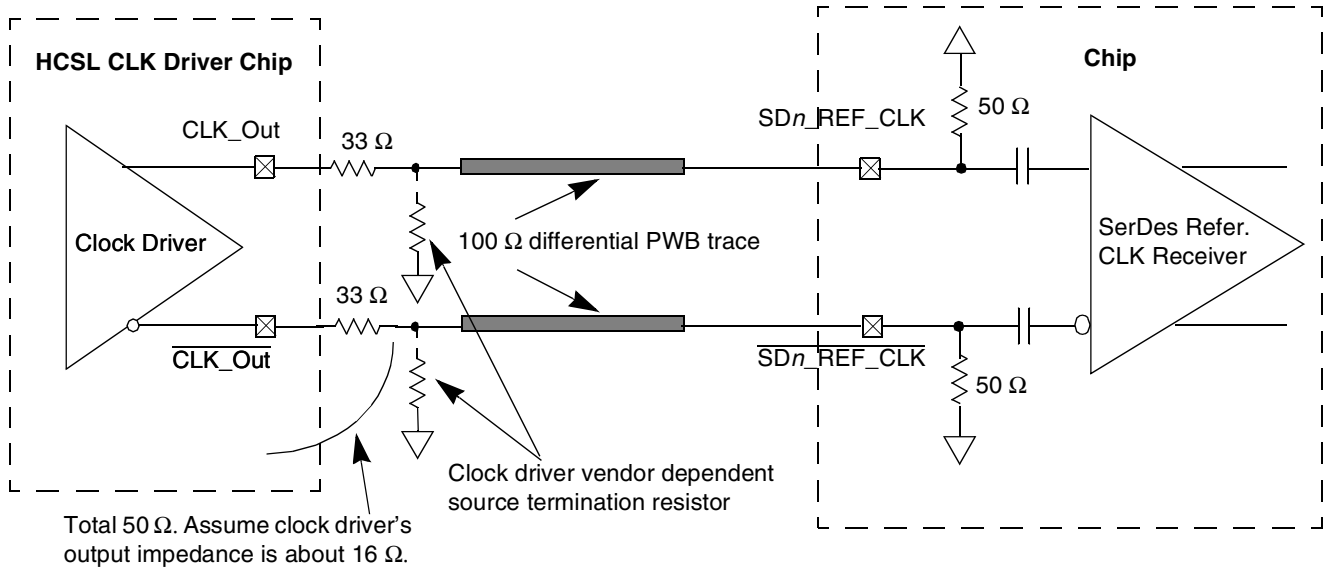 HCSL CLK Driver Chip
Chip
CLK_Out
33 Ω
SDn_REF_CLK
50 Ω
Clock Driver
100 Ω differential PWB trace
SerDes Refer.
CLK Receiver
33 Ω
CLK_Out
SDn_REF_CLK
50 Ω
Clock driver vendor dependent
source termination resistor
Total 50 Ω. Assume clock driver's
output impedance is about 16 Ω.